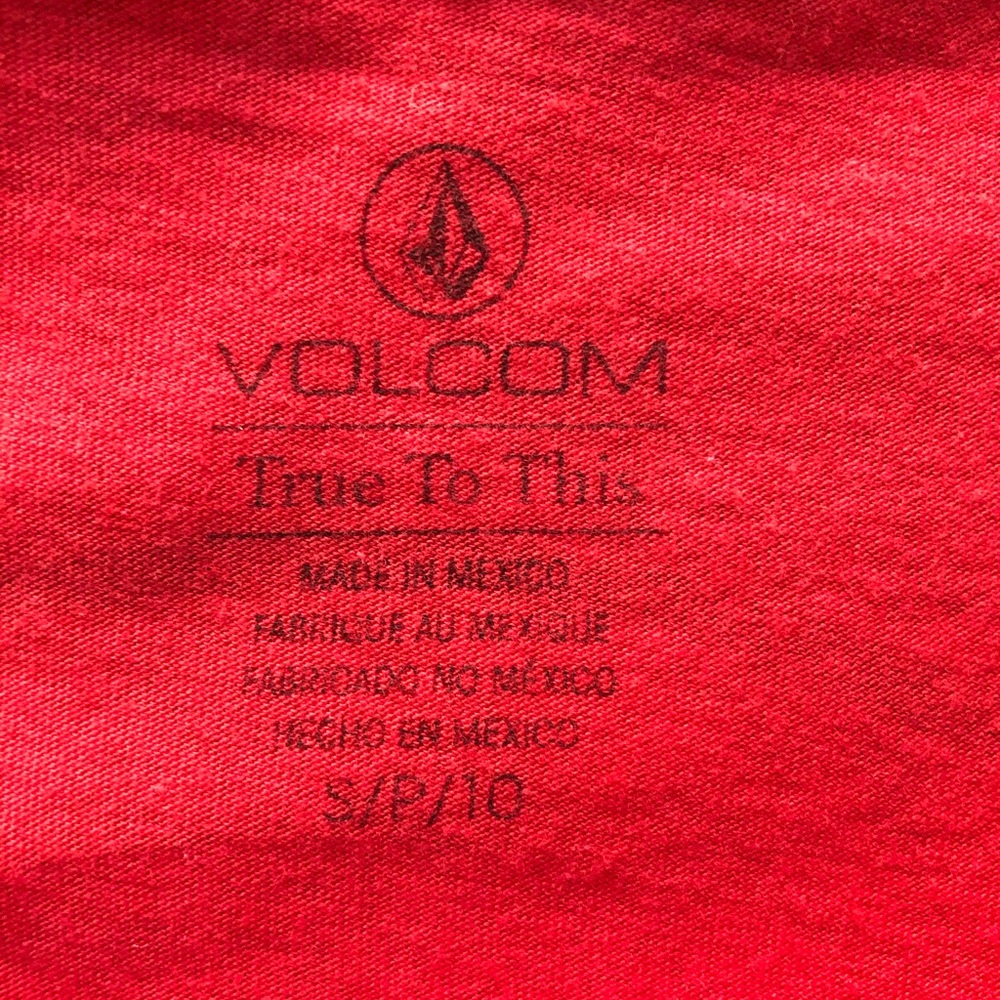 VOLCOM
True To This
MADE IN MEXICO
FABRIQUE AU MEXIQUE
FABRICADO NO MÉXICO
HECHO EN MEXICO
S/P/10